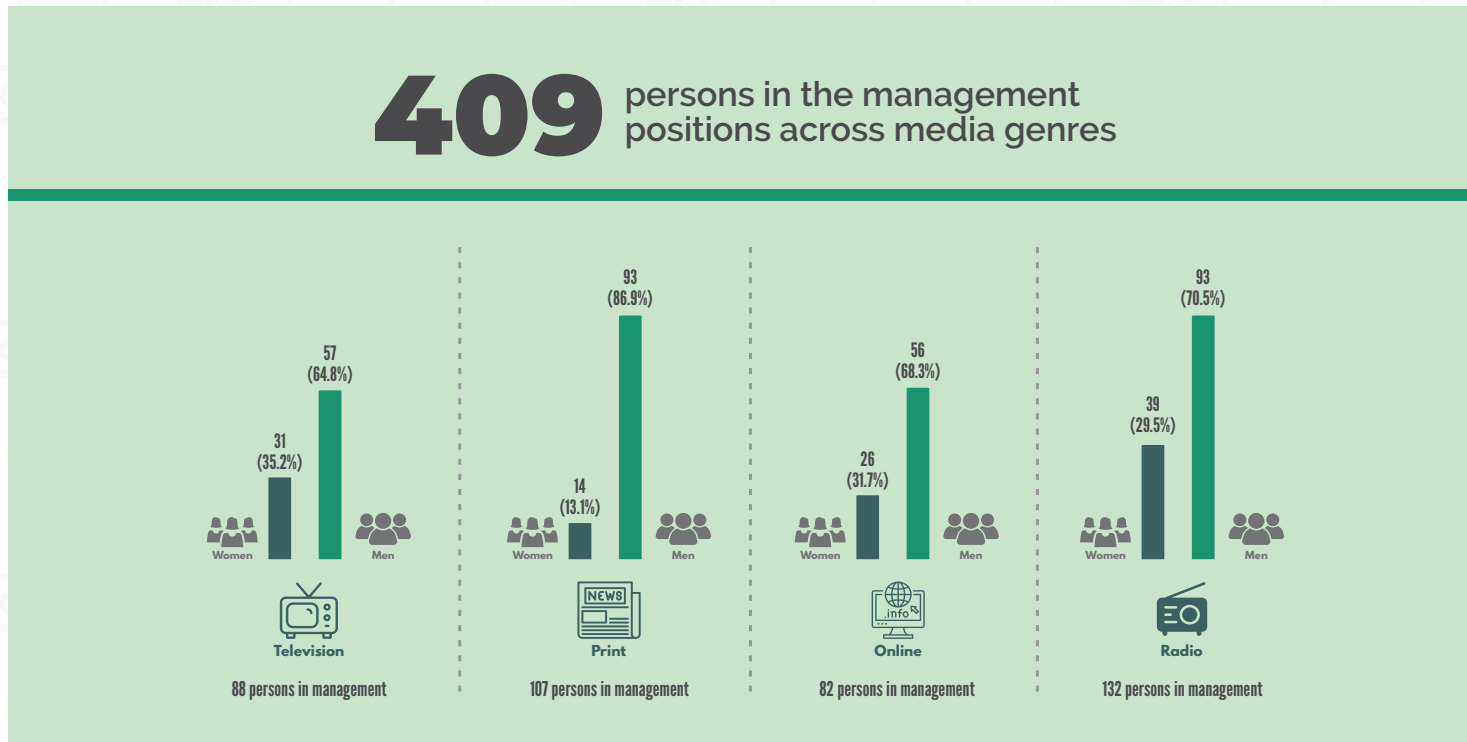 409
persons in the management
positions across media genres
57
(64.8%)
31
(35.2%)
Women
Men
Television
88 persons in management
93
(86.9%)
14
(13.1%)
Women
Men
NEWS
Print
107 persons in management
56
(68.3%)
26
(31.7%)
Women
Men
.info
Online
82 persons in management
93
(70.5%)
39
(29.5%)
Women
Men
Radio
132 persons in management